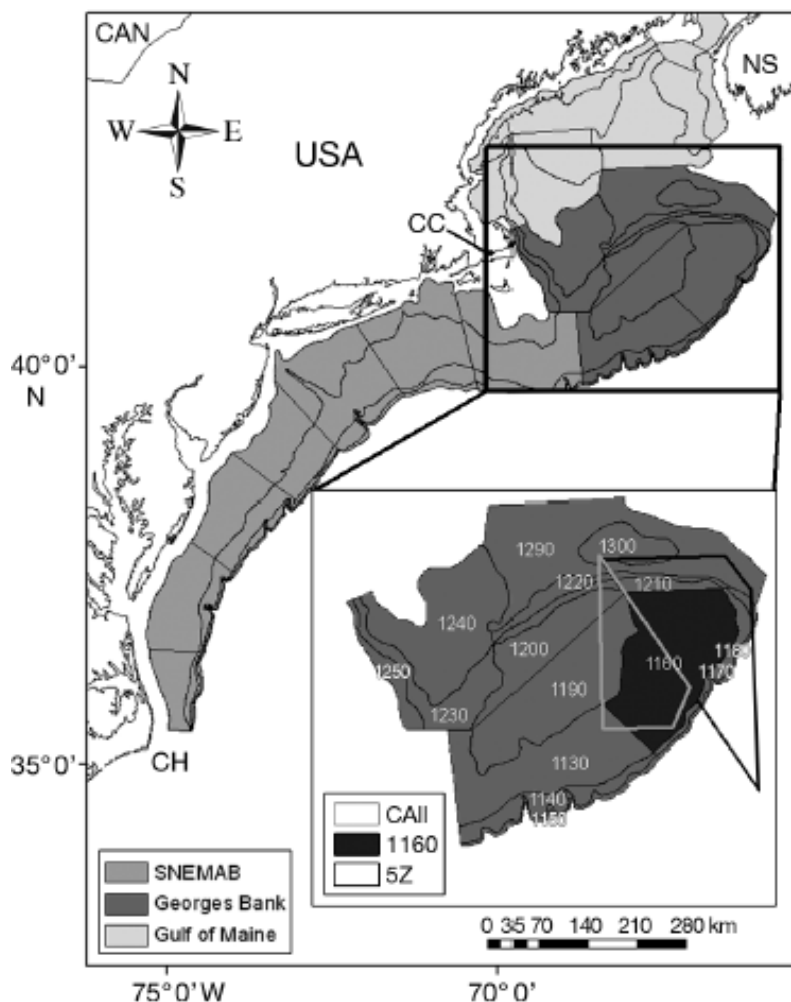 CAN
NS
N
W E
S
USA
CC
40°0'
N
1300
1290
1220 1210
1240
1200
1180
1160
1170
1250
1190
1230
1130
1140
1150
35°0'
CH
CAII
1160
5Z
SNEMAB
Georges Bank
Gulf of Maine
0 35 70 140 210 280 km
75°0'W 70°0'